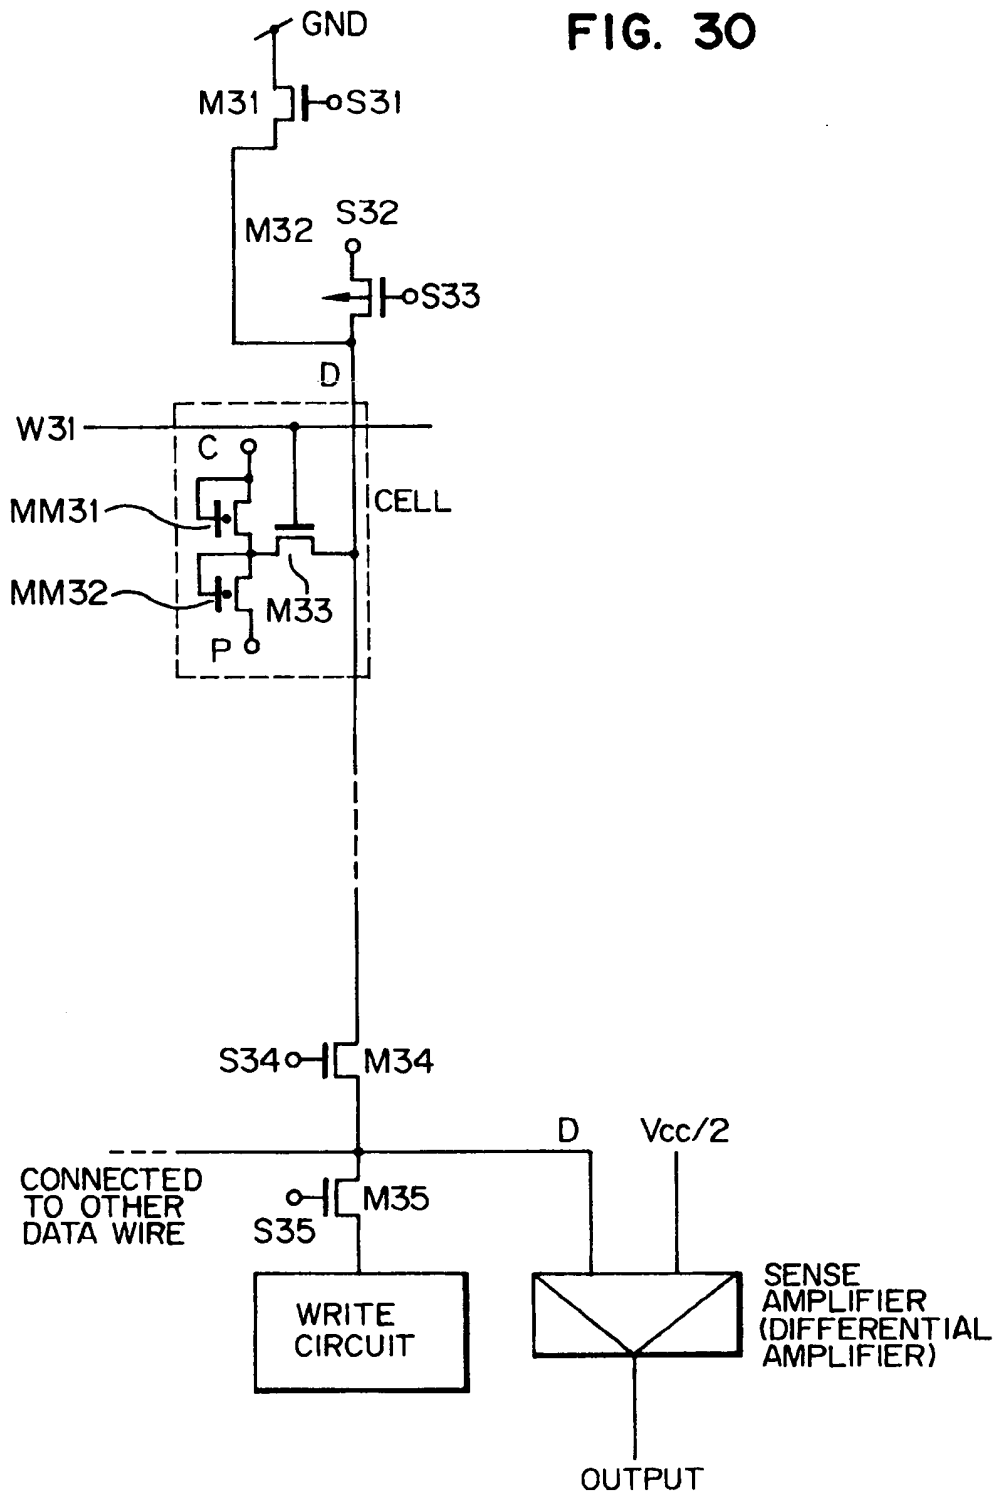 FIG. 30
GND
M31
S31
M32
S32
S33
D
W31
C
CELL
MM31
MM32
M33
P
S34
M34
D
Vcc/2
CONNECTED
TO OTHER
DATA WIRE
M35
S35
WRITE
CIRCUIT
SENSE
AMPLIFIER
(DIFFERENTIAL
AMPLIFIER)
OUTPUT